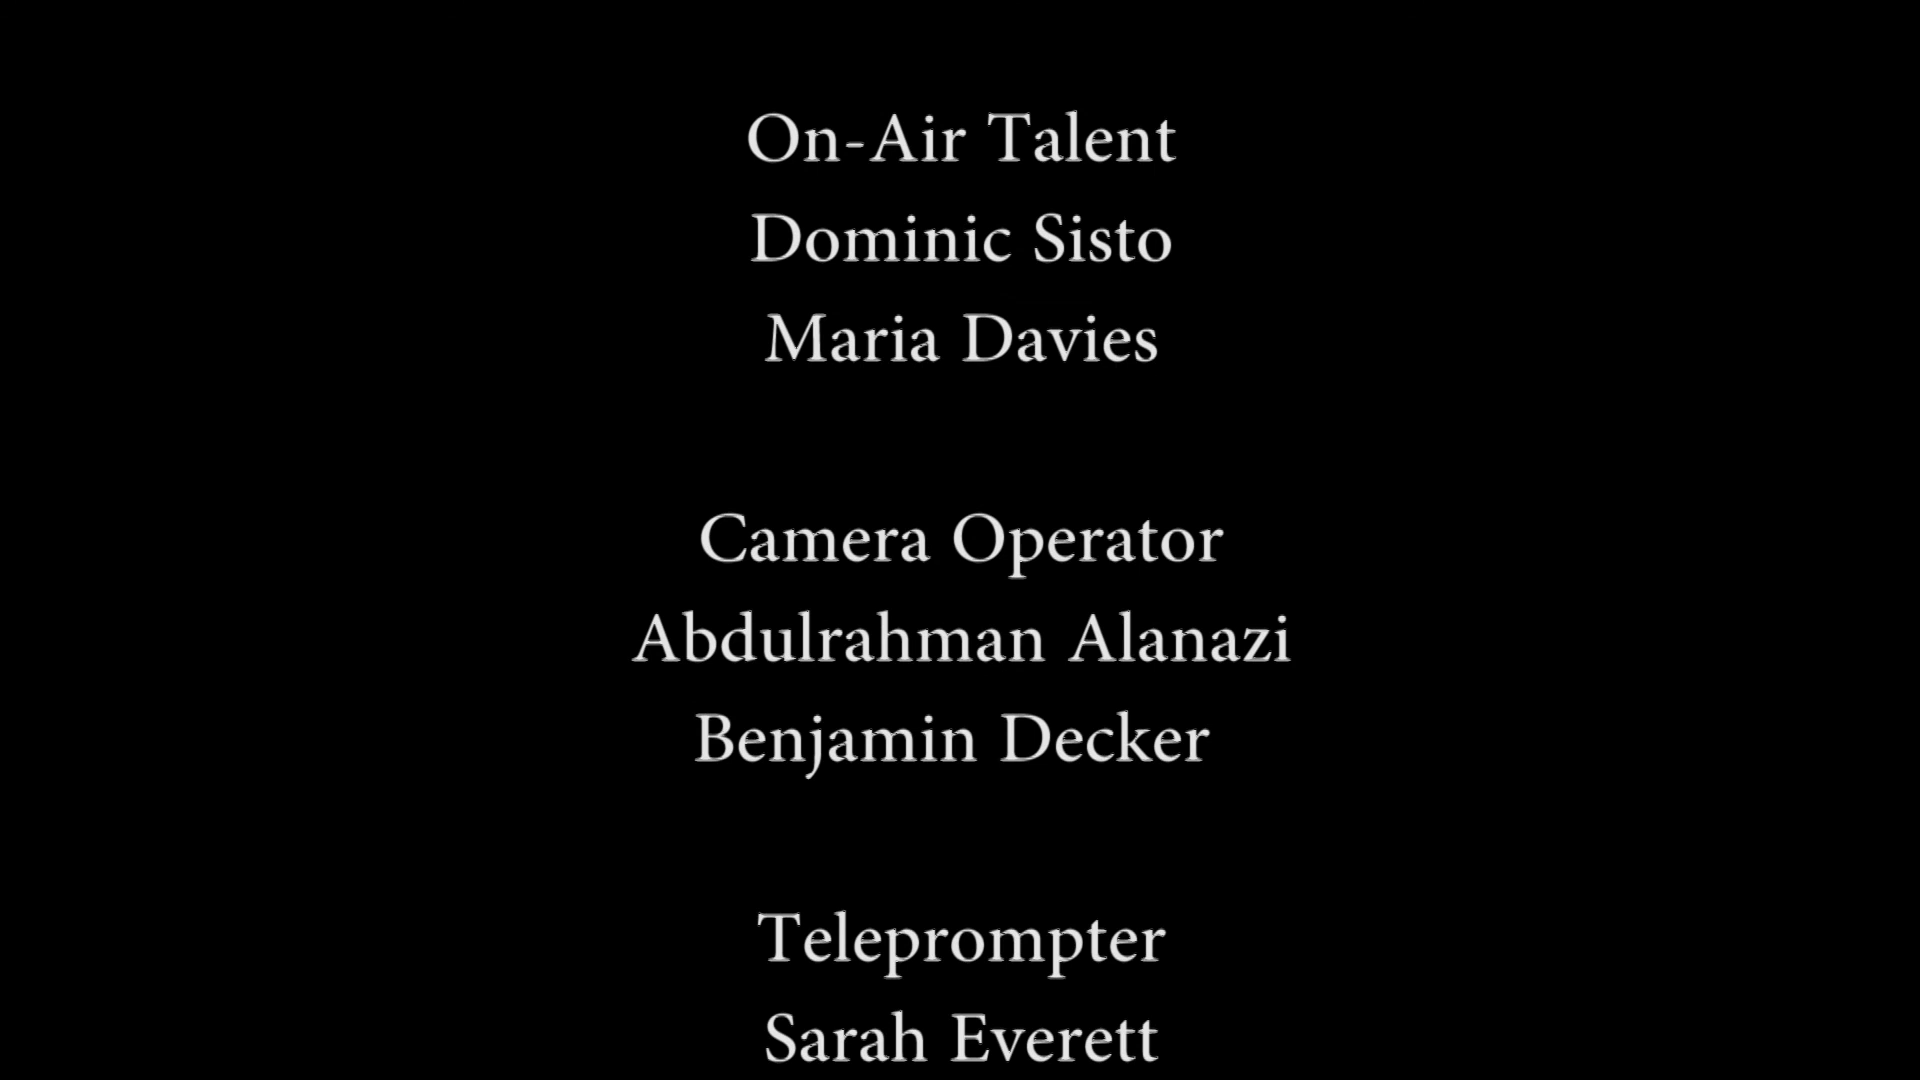 On-Air Talent
Dominic Sisto
Maria Davies
Camera Operator
Abdulrahman Alanazi
Benjamin Decker
Teleprompter
Sarah Everett